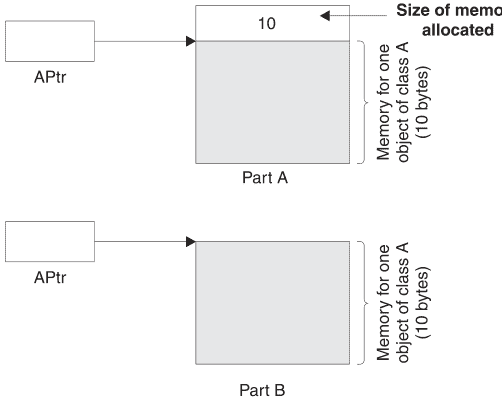 Size of memo
allocated
10
APtr
Memory for one
object of class A
(10 bytes)
Part A
APtr
Memory for one
object of class A
(10 bytes)
Part B